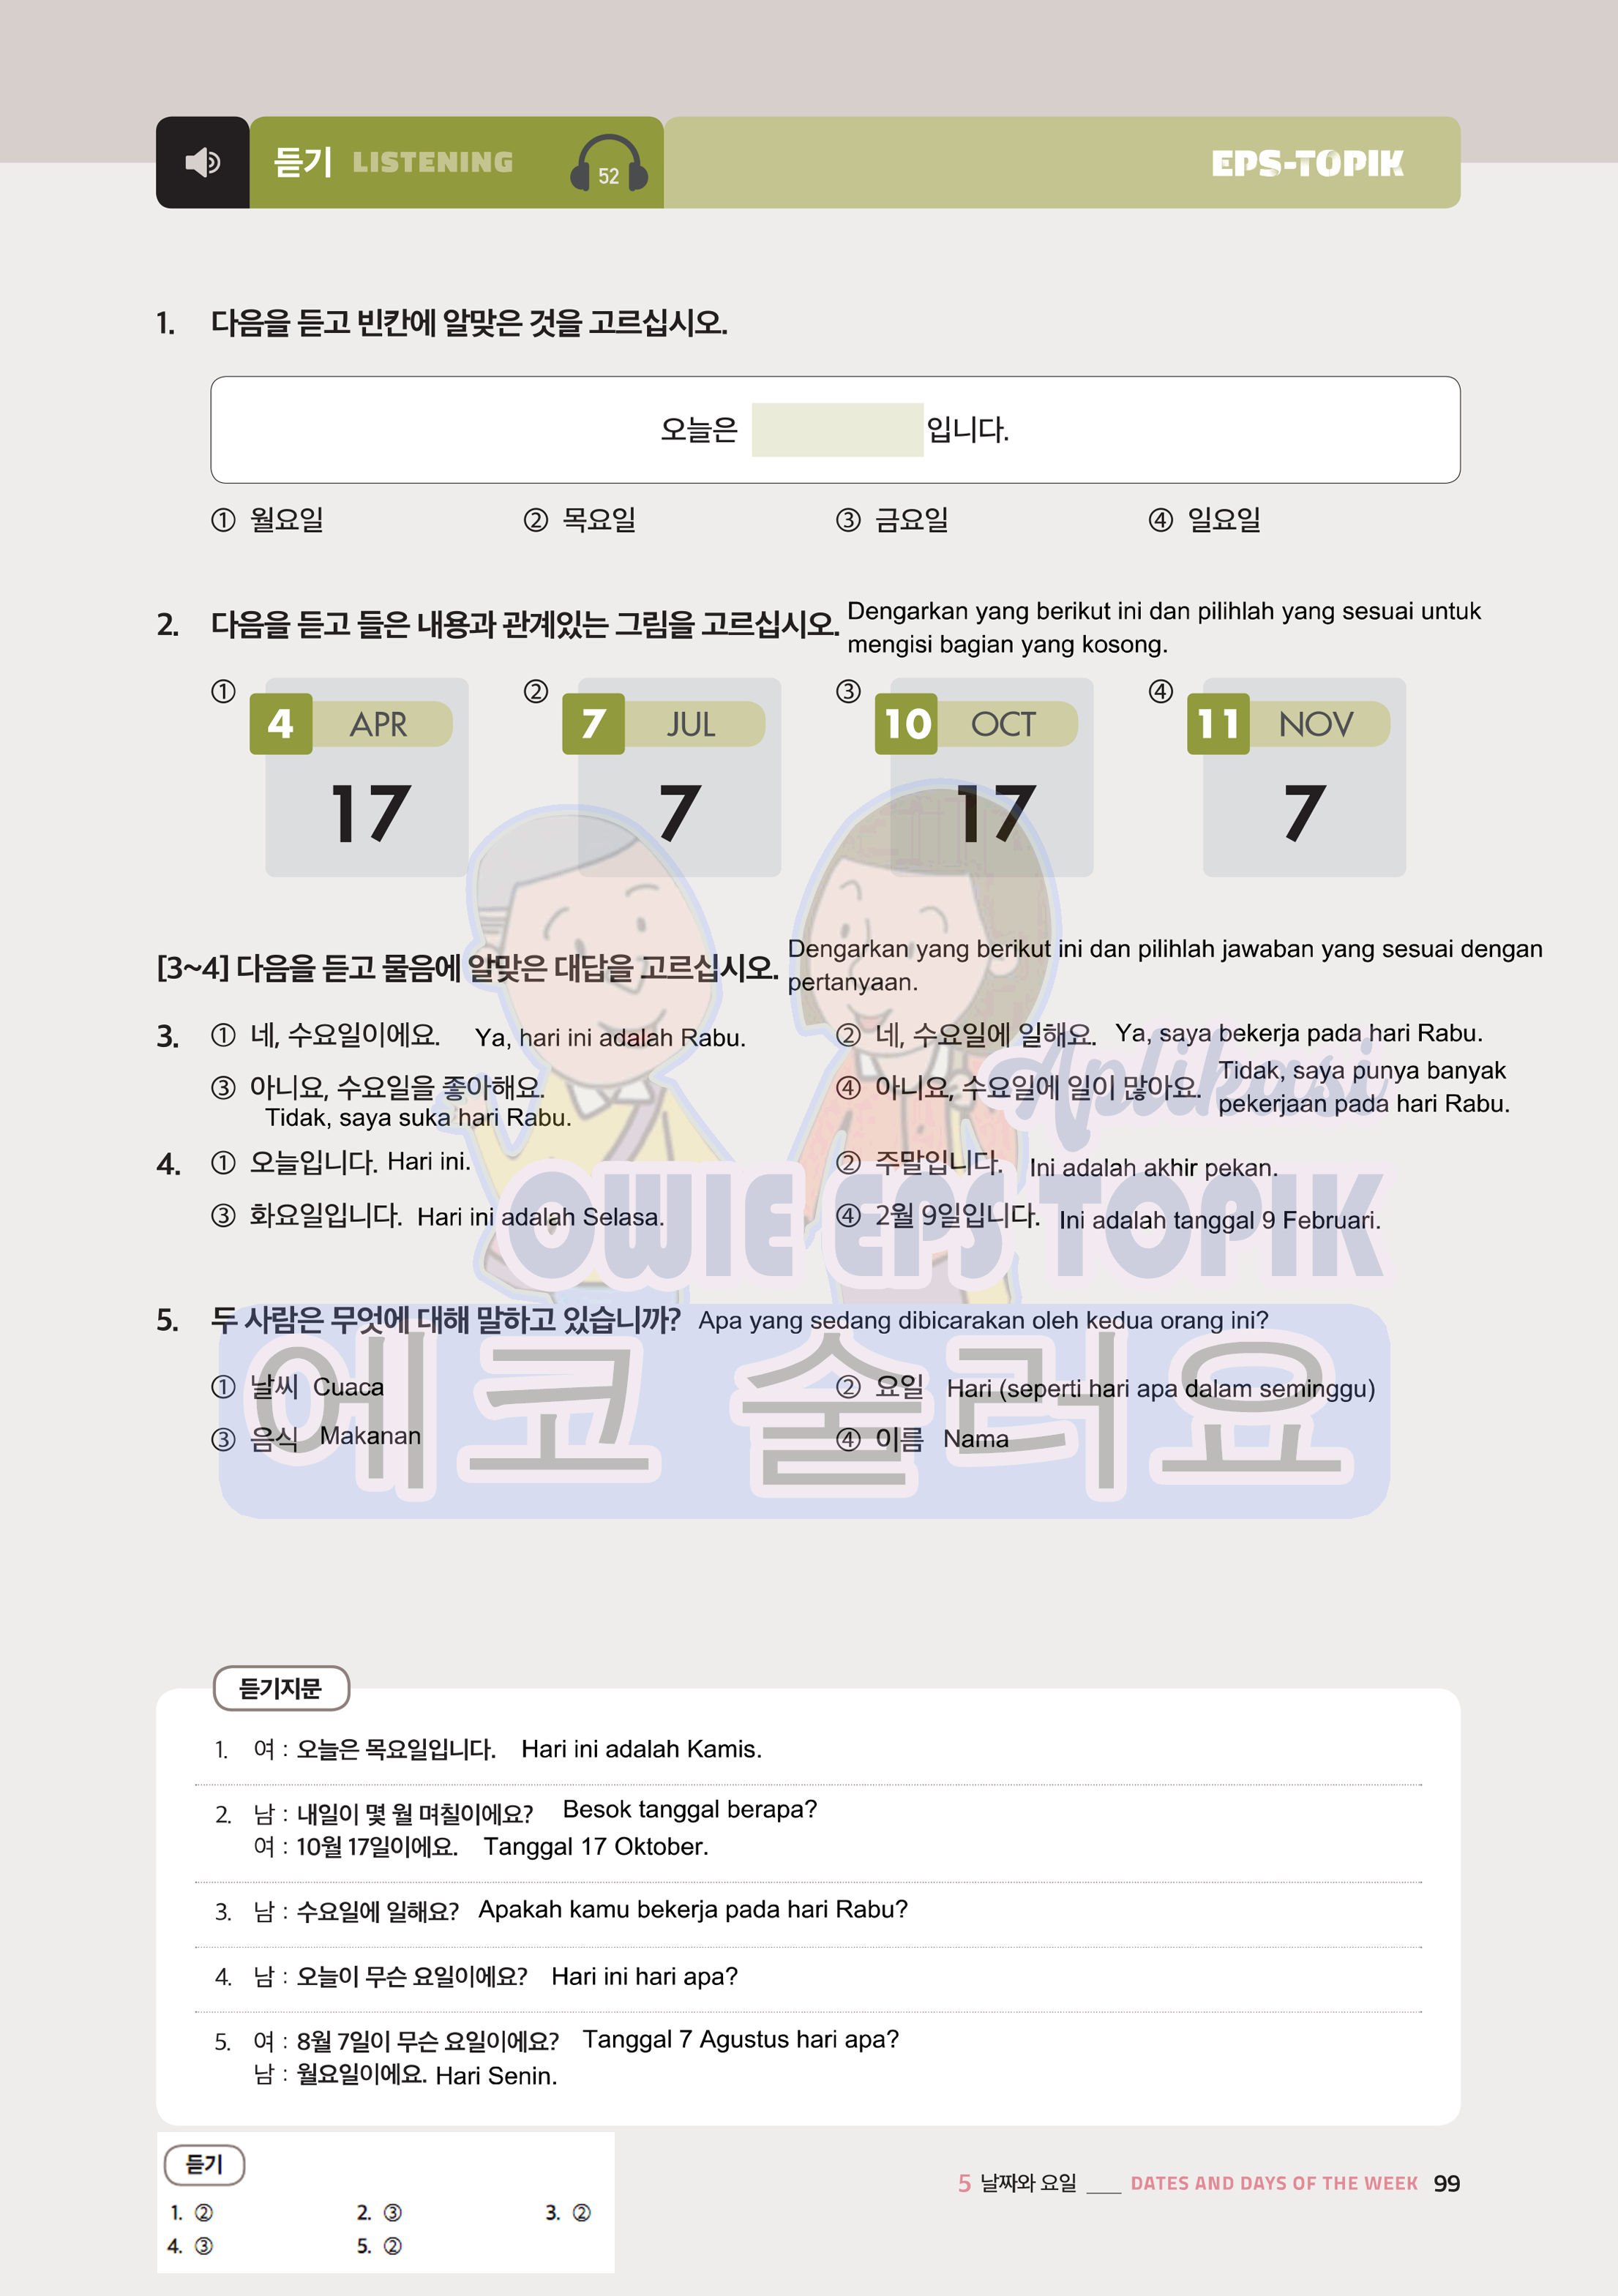 듣기 LISTENING 52 EPS-TOPIK
1. 다음을 듣고 빈칸에 알맞은 것을 고르십시오.
오늘은 입니다.
① 월요일 ② 목요일 ③ 금요일 ④ 일요일
2. 다음을 듣고 들은 내용과 관계있는 그림을 고르십시오. Dengarkan yang berikut ini dan pilihlah yang sesuai untuk
mengisi bagian yang kosong.
① ② ③ ④
4 APR 7 JUL 10 OCT 11 NOV
17 7 17 7
[3~4] 다음을 듣고 물음에 알맞은 대답을 고르십시오. Dengarkan yang berikut ini dan pilihlah jawaban yang sesuai dengan
pertanyaan.
3. ① 네, 수요일이에요. Ya, hari ini adalah Rabu. ② 네, 수요일에 일해요. Ya, saya bekerja pada hari Rabu.
③ 아니요, 수요일을 좋아해요. ④ 아니요, 수요일에 일이 많아요. Tidak, saya punya banyak
Tidak, saya suka hari Rabu. pekerjaan pada hari Rabu.
Aplikasi
4. ① 오늘입니다. Hari ini. ② 주말입니다. Ini adalah akhir pekan.
③ 화요일입니다. Hari ini adalah Selasa. ④ 2월 9일입니다. Ini adalah tanggal 9 Februari.
OWIE EPS TOPIK
5. 두 사람은 무엇에 대해 말하고 있습니까? Apa yang sedang dibicarakan oleh kedua orang ini?
① 날씨 Cuaca ② 요일 Hari (seperti hari apa dalam seminggu)
에코 술러요
③ 음식 Makanan ④ 이름 Nama
듣기지문
1. 여 : 오늘은 목요일입니다. Hari ini adalah Kamis.
2. 남 : 내일이 몇 월 며칠이에요? Besok tanggal berapa?
여 : 10월 17일이에요. Tanggal 17 Oktober.
3. 남 : 수요일에 일해요? Apakah kamu bekerja pada hari Rabu?
4. 남 : 오늘이 무슨 요일이에요? Hari ini hari apa?
5. 여 : 8월 7일이 무슨 요일이에요? Tanggal 7 Agustus hari apa?
남 : 월요일이에요. Hari Senin.
듣기
1. ② 2. ③ 3. ②
4. ③ 5. ②
5 날짜와 요일 ___ DATES AND DAYS OF THE WEEK 99